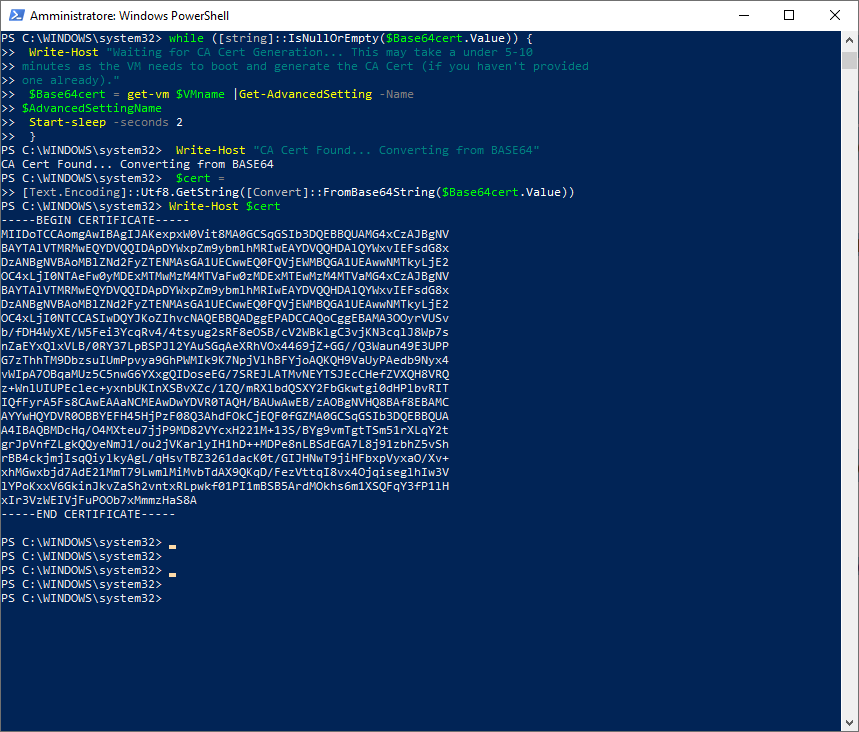 Amministratore: Windows PowerShell
PS C:\WINDOWS\system32> while ([string]::IsNullOrEmpty($Base64cert.Value)) {
>>  Write-Host "Waiting for CA Cert Generation... This may take a under 5-10
>> minutes as the VM needs to boot and generate the CA Cert (if you haven't provided
>> one already)."
>>  $Base64cert = get-vm $VMname |Get-AdvancedSetting -Name
>> $AdvancedSettingName
>>  Start-sleep -seconds 2
>>  }
PS C:\WINDOWS\system32>  Write-Host "CA Cert Found... Converting from BASE64"
CA Cert Found... Converting from BASE64
PS C:\WINDOWS\system32>  $cert =
>> [Text.Encoding]::Utf8.GetString([Convert]::FromBase64String($Base64cert.Value))
PS C:\WINDOWS\system32> Write-Host $cert
-----BEGIN CERTIFICATE-----
MIIDoTCCAomgAwIBAgIJAKexpxW0Vit8MA0GCSqGSIb3DQEBBQUAMG4xCzAJBgNV
BAYTAlVTMRMwEQYDVQQIDApDYWxpZm9ybmlhMRIwEAYDVQQHDAlQYWxvIEFsdG8x
DzANBgNVBAoMBlZNd2FyZTENMAsGA1UECwwEQ0FQVjEWMBQGA1UEAwwNMTkyLjE2
OC4xLjI0NTAeFw0yMDExMTMwMzM4MTVaFw0zMDExMTEwMzM4MTVaMG4xCzAJBgNV
BAYTAlVTMRMwEQYDVQQIDApDYWxpZm9ybmlhMRIwEAYDVQQHDAlQYWxvIEFsdG8x
DzANBgNVBAoMBlZNd2FyZTENMAsGA1UECwwEQ0FQVjEWMBQGA1UEAwwNMTkyLjE2
OC4xLjI0NTCCASIwDQYJKoZIhvcNAQEBBQADggEPADCCAQoCggEBAMA3OOyrVUSv
b/fDH4WyXE/W5Fei3YcqRv4/4tsyug2sRF8eOSB/cV2WBklgC3vjKN3cqlJ8Wp7s
nZaEYxQlxVLB/0RY37LpBSPJl2YAuSGqAeXRhVOx4469jZ+GG//Q3Waun49E3UPP
G7zThhTM9DbzsuIUmPpvya9GhPWMIk9K7NpjVlhBFYjoAQKQH9VaUyPAedb9Nyx4
vWIpA7OBqaMUz5C5nwG6YXxgQIDoseEG/7SREJLATMvNEYTSJEcCHefZVXQH8VRQ
z+WnlUIUPEclec+yxnbUKInXSBvXZc/1ZQ/mRXlbdQSXY2FbGkwtgi0dHPlbvRIT
IQfFyrA5Fs8CAwEAAaNCMEAwDwYDVR0TAQH/BAUwAwEB/zAOBgNVHQ8BAf8EBAMC
AYYwHQYDVR0OBBYEFH45HjPzF08Q3AhdFOkCjEQF0fGZMA0GCSqGSIb3DQEBBQUA
A4IBAQBMDcHq/O4MXteu7jjP9MD82VYcxH221M+13S/BYg9vmTgtTSm51rXLqY2t
grJpVnfZLgkQQyeNmJ1/ou2jVKarlyIH1hD++MDPe8nLBSdEGA7L8j91zbhZ5vSh
rBB4ckjmjIsqQiylkyAgL/qHsvTBZ3261dacK0t/GIJHNwT9jiHFbxpVyxaO/Xv+
xhMGwxbjd7AdE21MmT79LwmlMiMvbTdAX9QKqD/FezVttqI8vx4OjqiseglhIw3V
lYPoKxxV6GkinJkvZaSh2vntxRLpwkf01PI1mBSB5ArdMOkhs6m1XSQFqY3fP1lH
xIr3VzWEIVjFuPOOb7xMmmzHaS8A
-----END CERTIFICATE-----
PS C:\WINDOWS\system32>
PS C:\WINDOWS\system32>
PS C:\WINDOWS\system32>
PS C:\WINDOWS\system32>
PS C:\WINDOWS\system32>